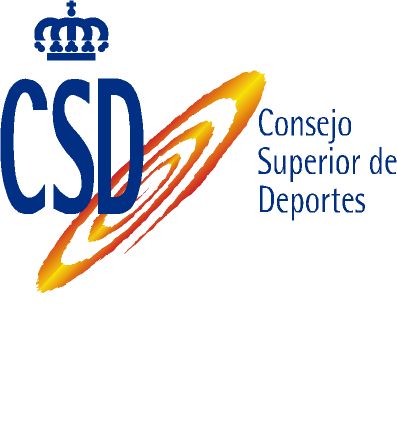 CSD
Consejo
Superior de
Deportes